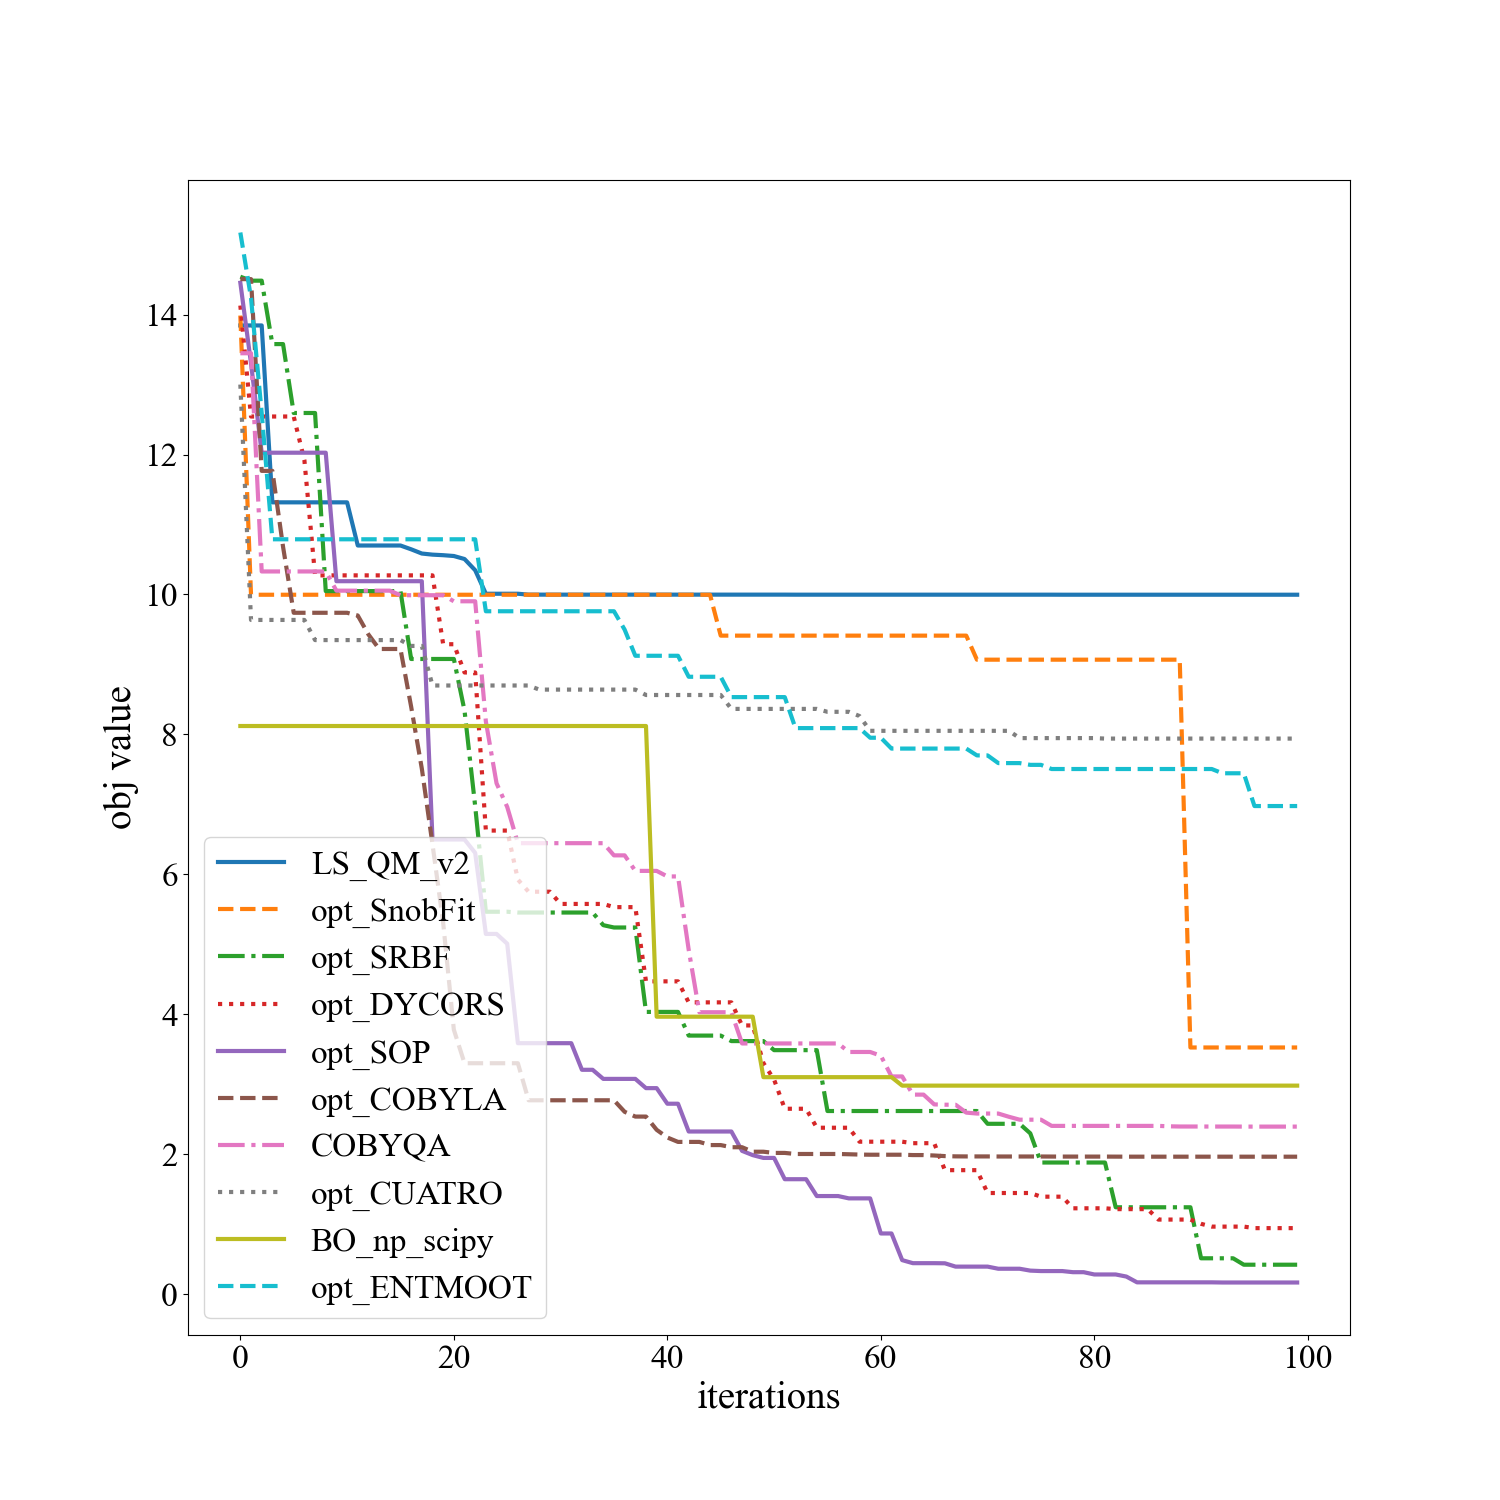 14
12
10
8
6
4
2
0
obj value
LS_QM_v2
opt_SnobFit
opt_SRBF
opt_DYCORS
opt_SOP
opt_COBYLA
COBYQA
opt_CUATRO
BO_np_scipy
opt_ENTMOOT
0 20 40 60 80 100
iterations